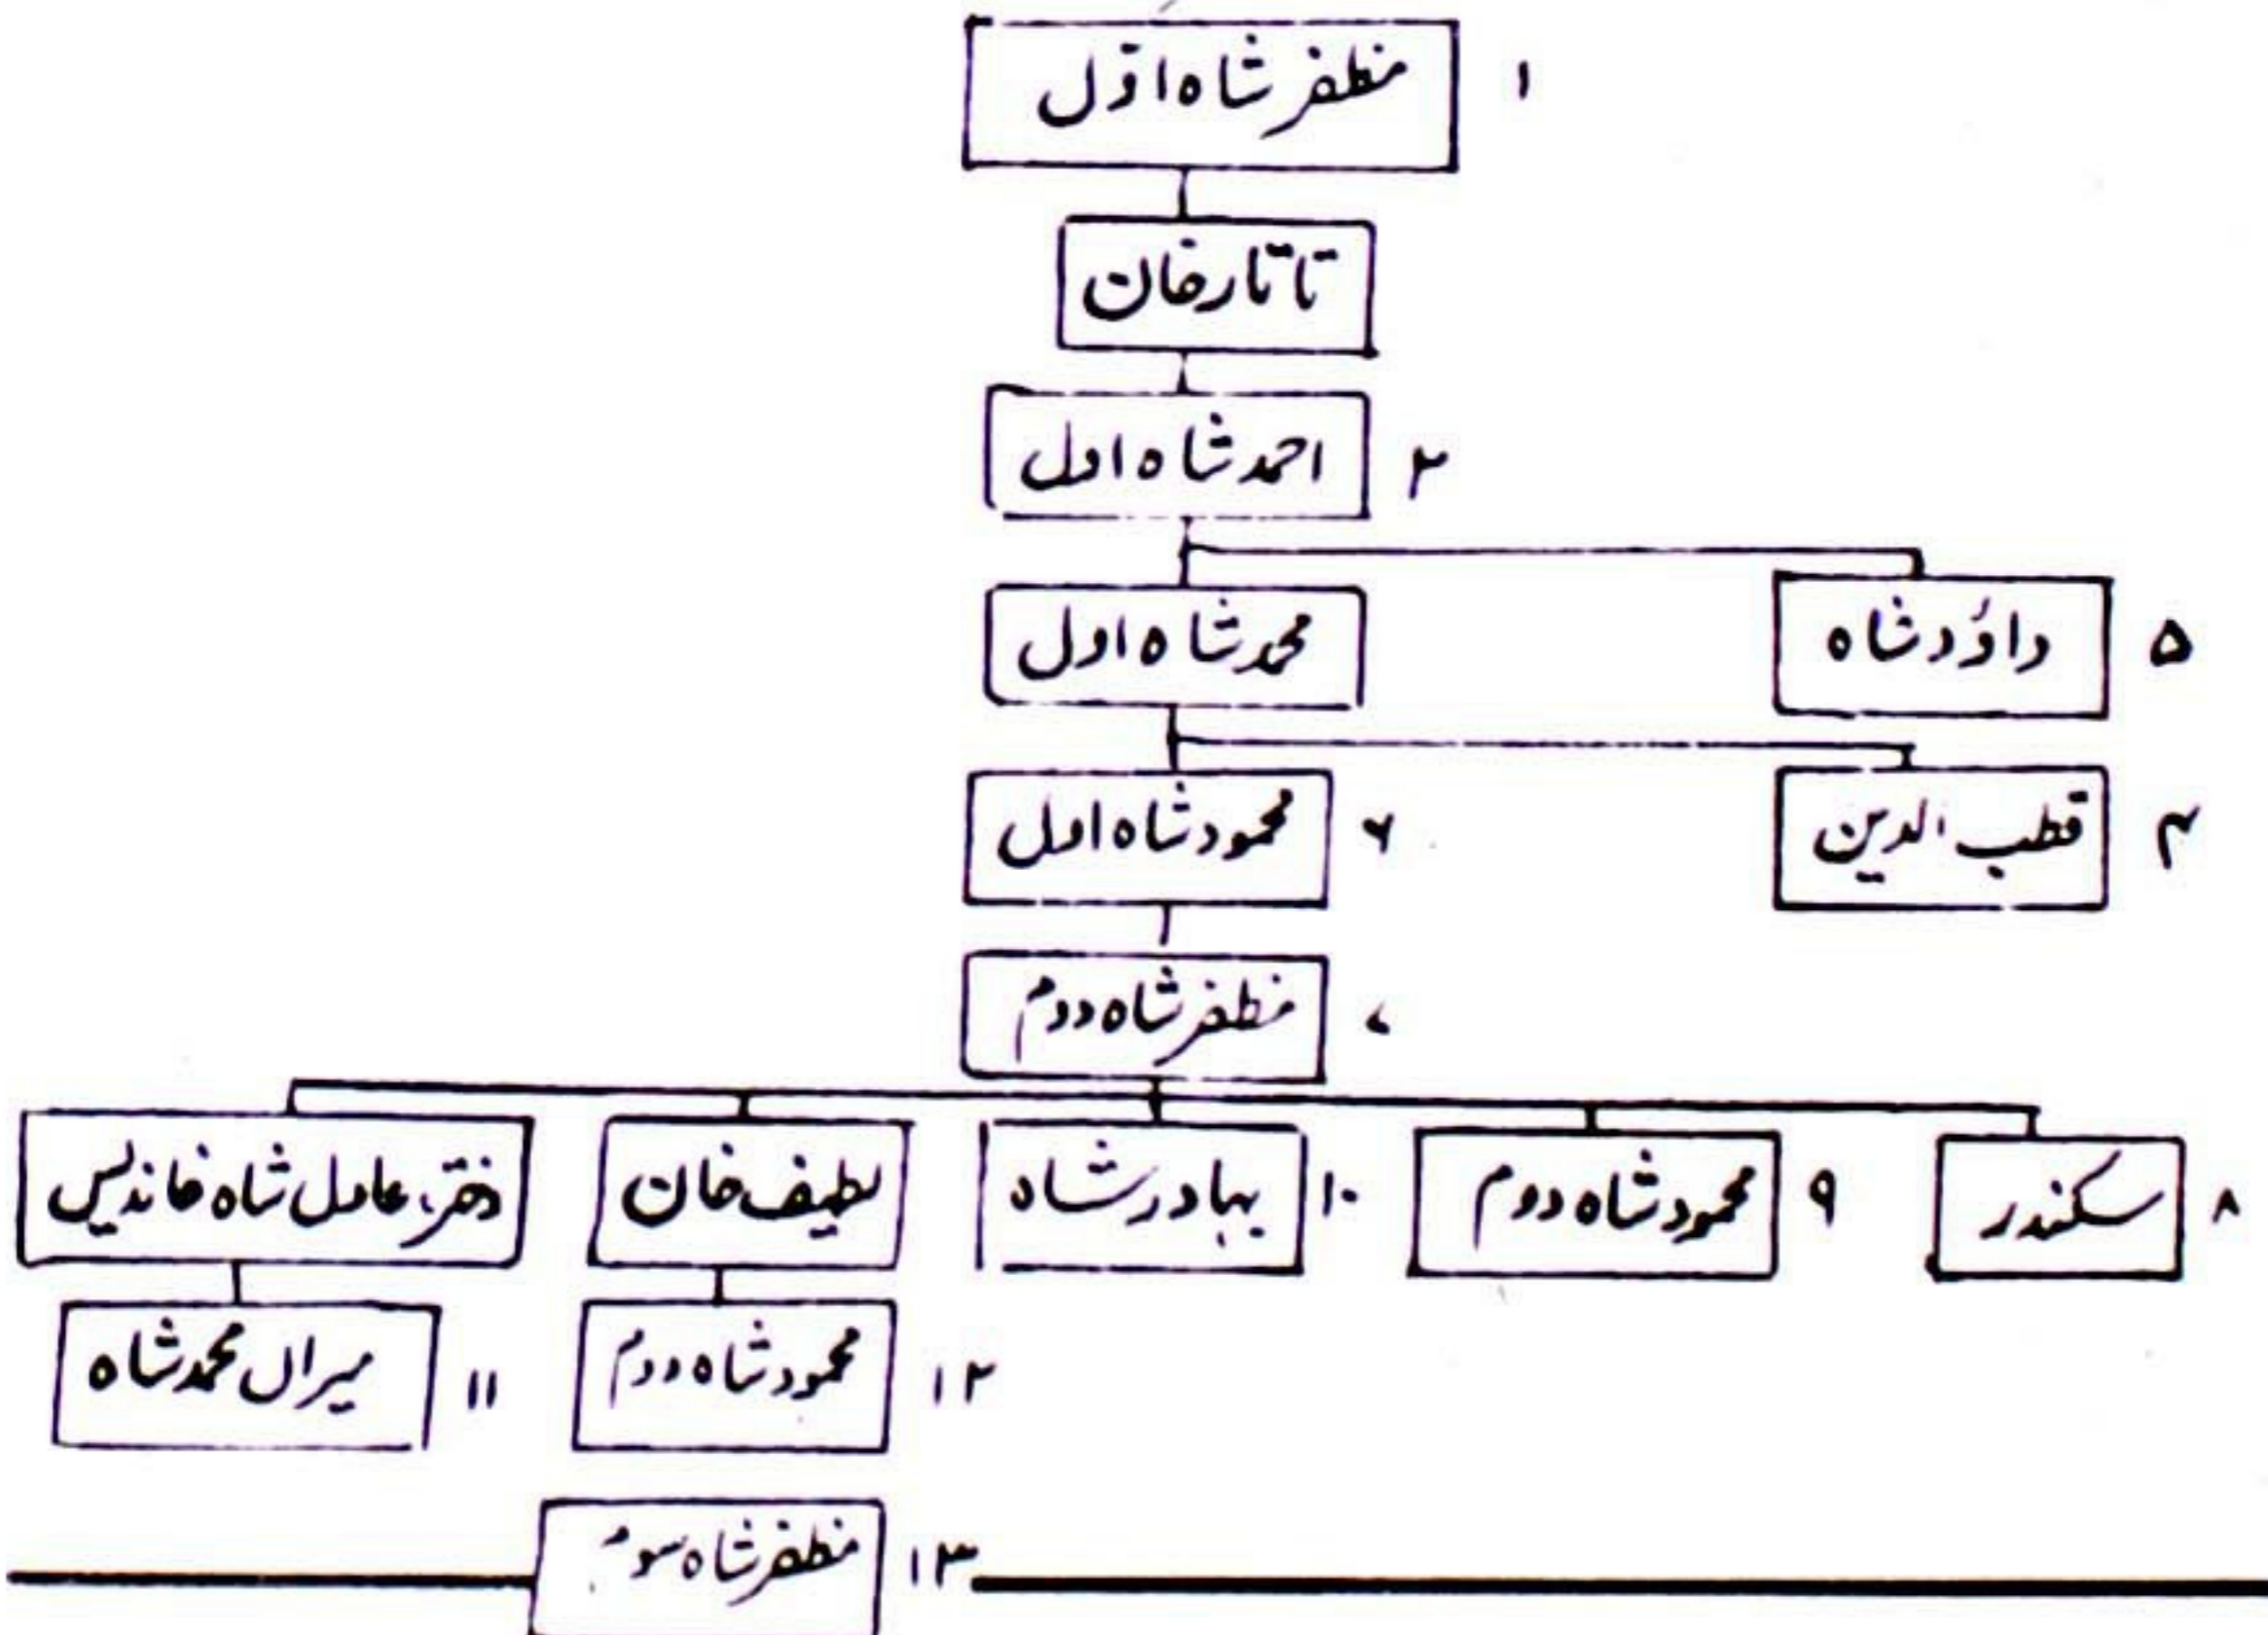 مظفر شاہ اوّل ۱
تاتار خان
احمد شاہ اول ۲
داؤد شاہ ۵
محمد شاہ اول
قطب الدین ۴
محمود شاہ اول ۶
مظفر شاہ دوم ۷
سکندر ۸
محمود شاہ دوم ۹
بہادر شاہ ۱۰
لطیف خان
دختر، عادل شاہ خاندیس
محمود شاہ دوم ۱۲
میراں محمد شاہ ۱۱
مظفر شاہ سوم ۱۳